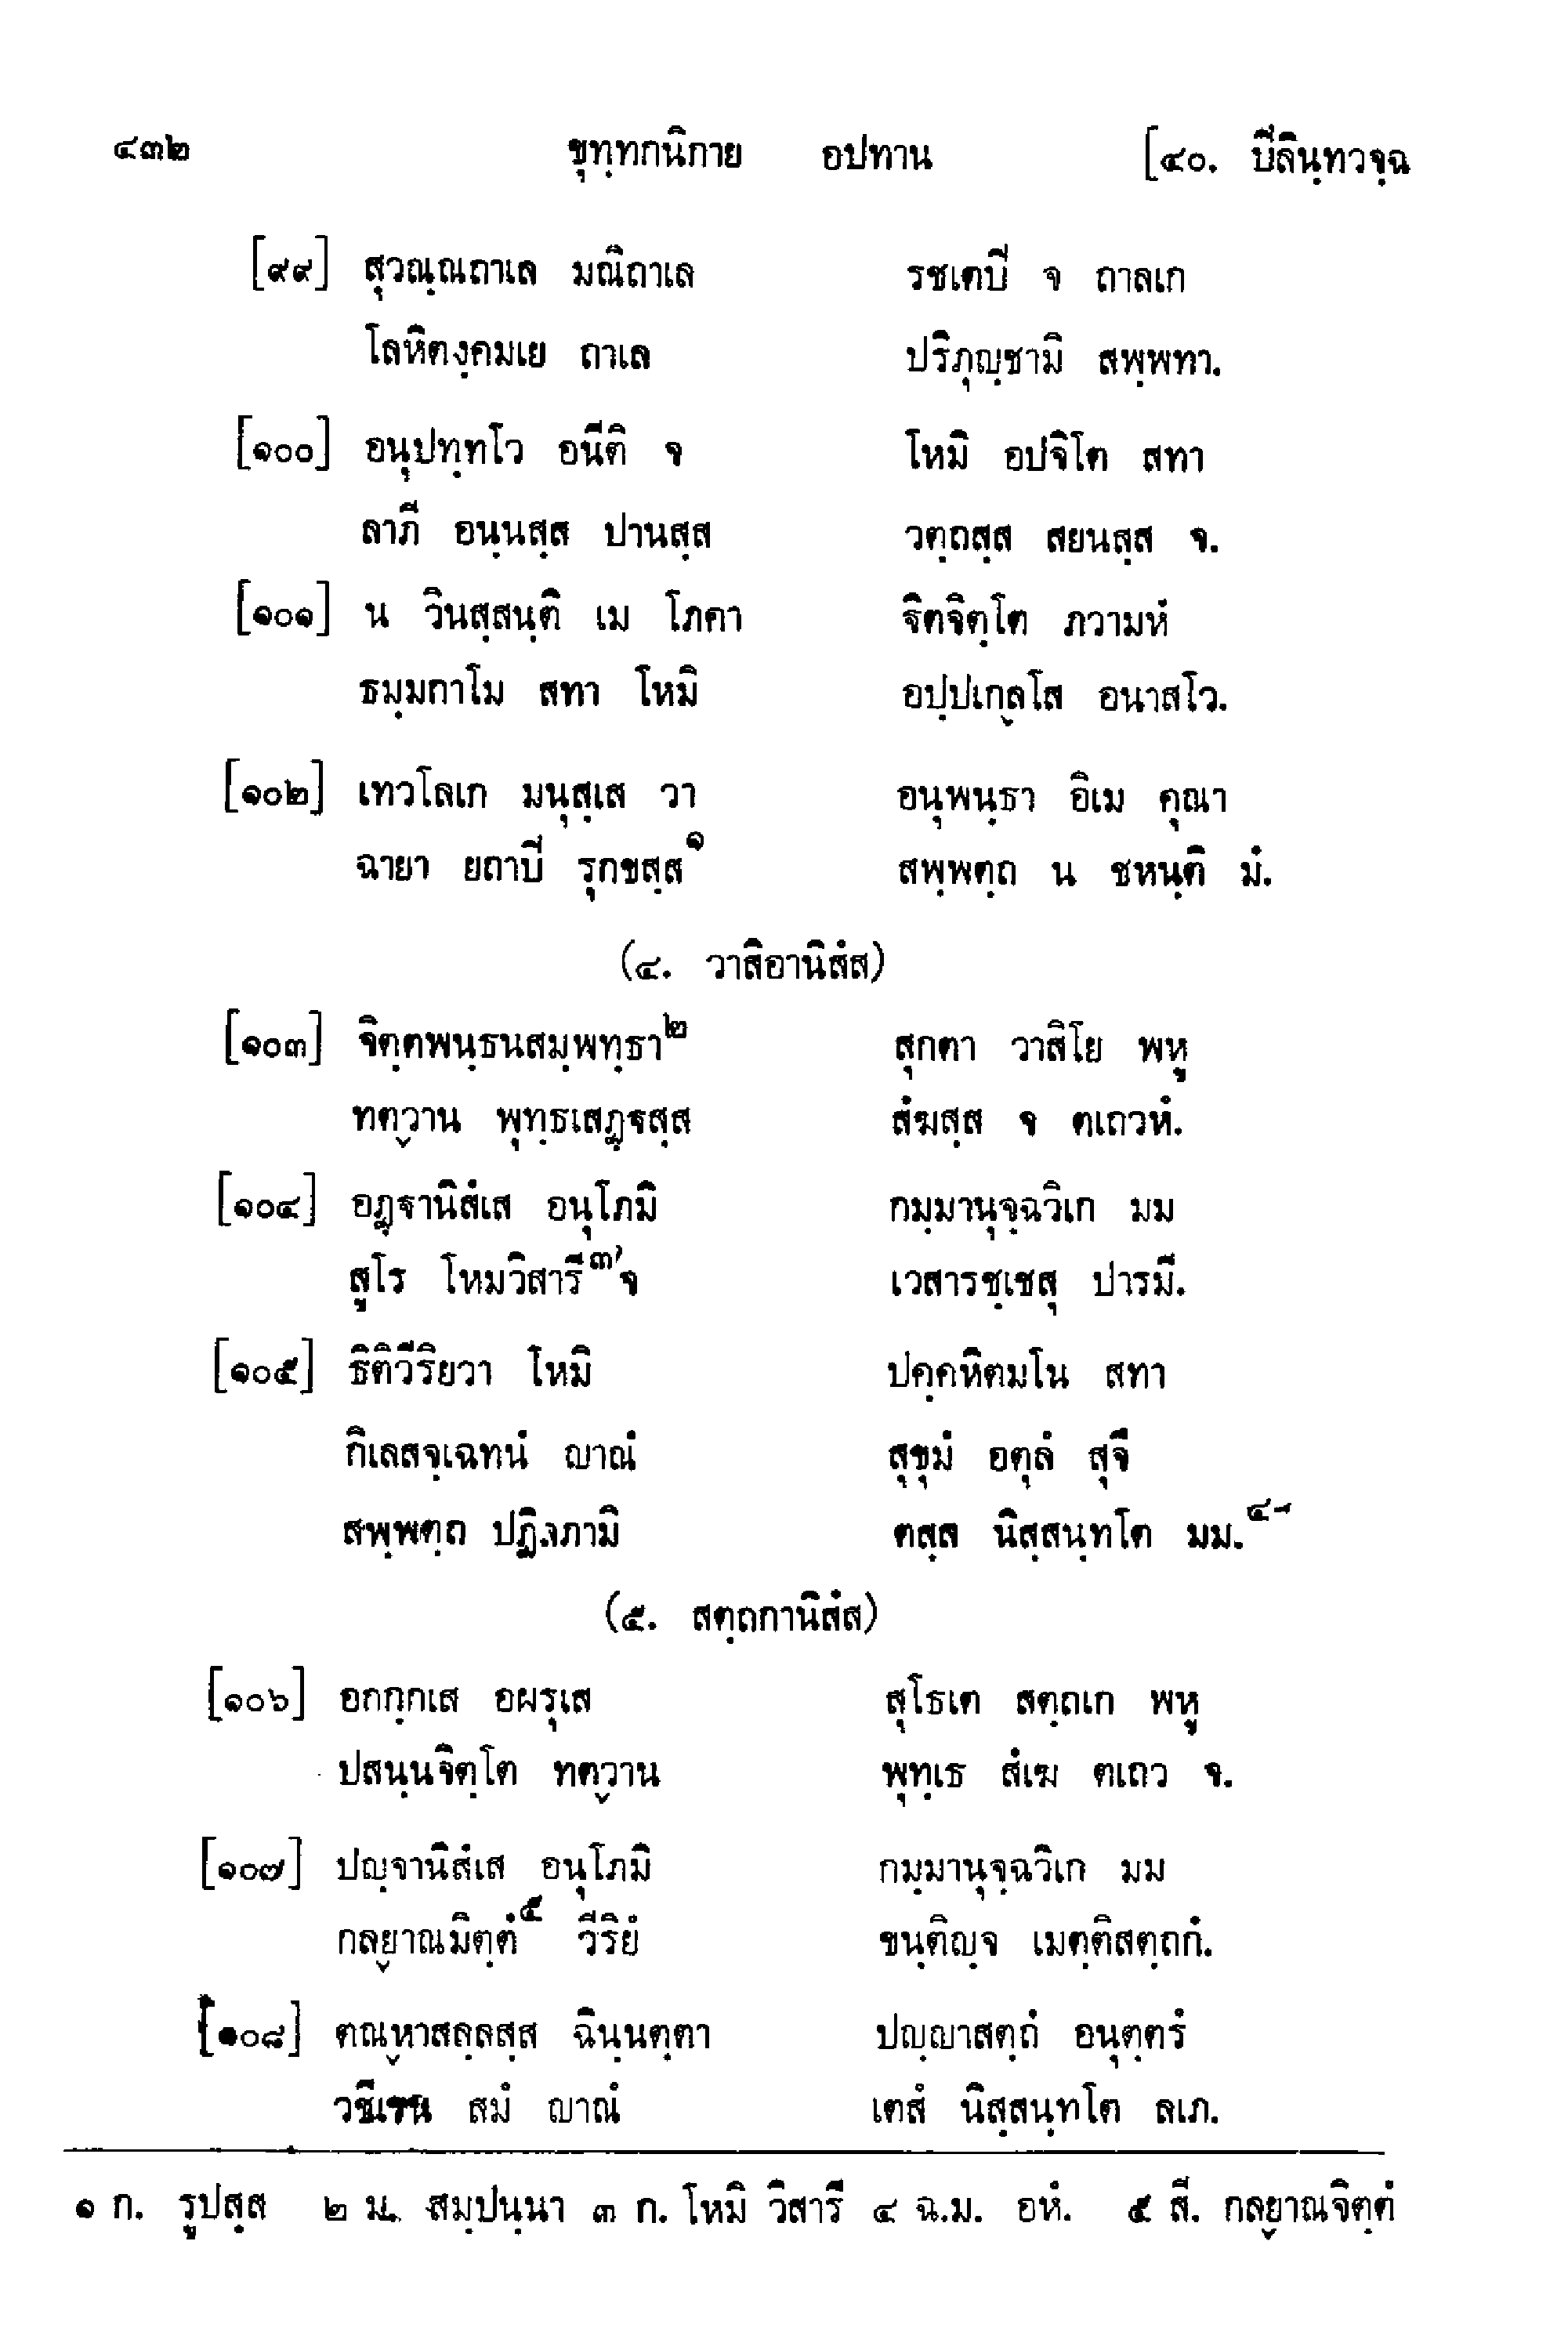 ๔๓๒ ขุทฺทกนิกาย อปทาน [๔๐. ปีลินฺทวจฺฉ
[๙๙] สุวณฺณถาเล มณิถาเล รชเตปิ จ ถาลเก
โลหิตงฺคมเย ถาเล ปริภุญฺชามิ สพฺพทา.
[๑๐๐] อนุปทฺทโว อนีติ จ โหมิ อปจิโต สทา
ลาภี อนฺนสฺส ปานสฺส วตฺถสฺส สยนสฺส จ.
[๑๐๑] น วินสฺสนฺติ เม โภคา ฐิตจิตฺโต ภวามหํ
ธมฺมกาโม สทา โหมิ อปฺปเกฺลโส อนาสโว.
[๑๐๒] เทวโลเก มนุสฺเส วา อนุพนฺธา อิเม คุณา
ฉายา ยถาปิ รุกขสฺส๑ สพฺพตฺถ น ชหนฺติ มํ.
(๔. วาสิอานิสํส)
[๑๐๓] จิตฺตพนฺธนสมฺพทฺธา๒ สุกตา วาสิโย พหู
ทตฺวาน พุทฺธเสฏฺฐสฺส สํฆสฺส จ ตเถวหํ.
[๑๐๔] อฏฺฐานิสํเส อนุโภมิ กมฺมานุจฺฉวิเก มม
สูโร โหมวิสารี๓ จ เวสารชฺเชสุ ปารมี.
[๑๐๕] ธิติวีริยวา โหมิ ปคฺคหิตมโน สทา
กิเลสจฺเฉทนํ ญาณํ สุขุมํ อตุลํ สุจึ
สพฺพตฺถ ปฏิลภามิ ตสฺส นิสฺสนฺทโต มม.๔
(๕. สตฺถกานิสํส)
[๑๐๖] อกกฺกเส อผรุเส สุโธเต สตฺถเก พหู
ปสนฺนจิตฺโต ทตฺวาน พุทฺเธ สํเฆ ตเถว จ.
[๑๐๗] ปญฺจานิสํเส อนุโภมิ กมฺมานุจฺฉวิเก มม
กลฺยาณมิตฺตํ๕ วีริยํ ขนฺติญฺจ เมตฺติสตฺถกํ.
[๑๐๘] ตณฺหาสลฺลสฺส ฉินฺนตฺตา ปญฺญาสตฺถํ อนุตฺตรํ
วชิเรน สมํ ญาณํ เตสํ นิสฺสนฺทโต ลเภ.
๑ ก. รูปสฺส ๒ ม. สมฺปนฺนา ๓ ก. โหมิ วิสารี ๔ ฉ.ม. อหํ. ๕ สี. กลฺยาณจิตฺตํ